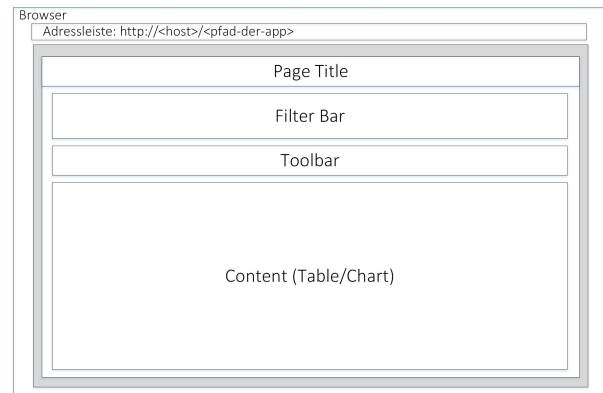 Browser
Adressleiste: http://<host>/<pfad-der-app>
Page Title
Filter Bar
Toolbar
Content (Table/Chart)